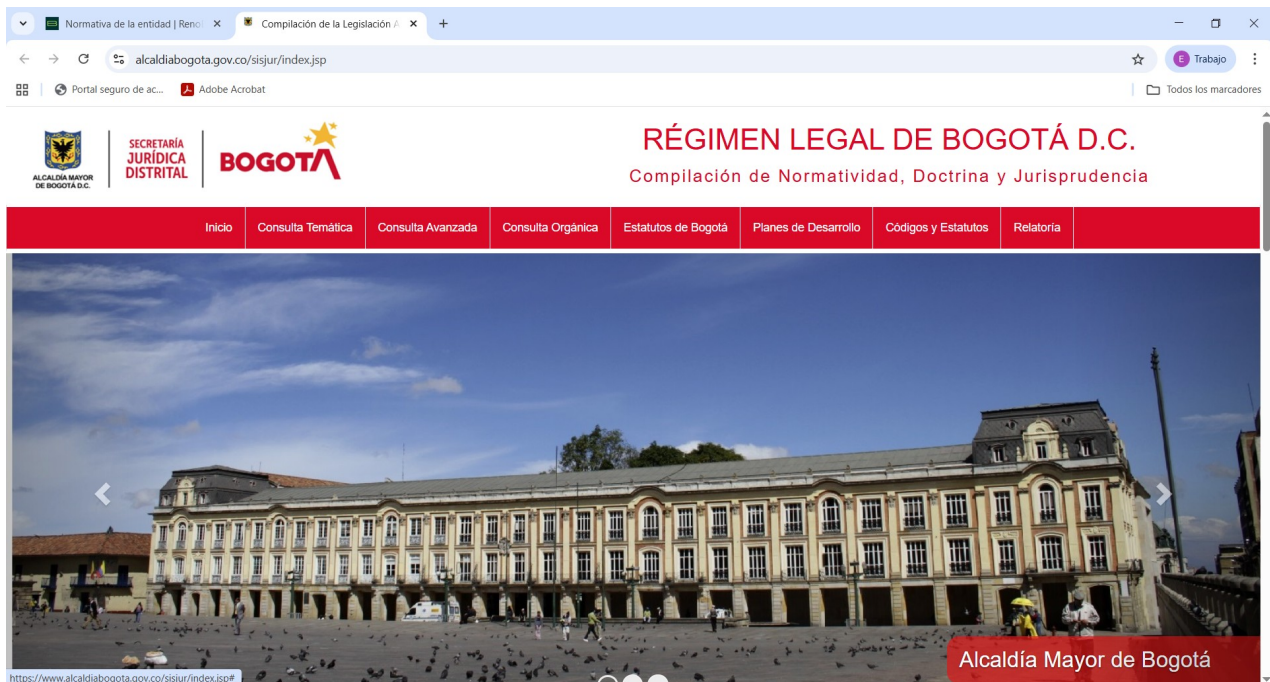 Normativa de la entidad | Reno
Compilación de la Legislación A
alcaldiabogota.gov.co/sisjur/index.jsp
E Trabajo
Portal seguro de ac...
Adobe Acrobat
Todos los marcadores
ALCALDÍA MAYOR
DE BOGOTÁ D.C.
SECRETARÍA
JURÍDICA
DISTRITAL
BOGOTÁ
RÉGIMEN LEGAL DE BOGOTÁ D.C.
Compilación de Normatividad, Doctrina y Jurisprudencia
Inicio
Consulta Temática
Consulta Avanzada
Consulta Orgánica
Estatutos de Bogotá
Planes de Desarrollo
Códigos y Estatutos
Relatoría
Alcaldía Mayor de Bogotá
https://www.alcaldiabogota.gov.co/sisjur/index.jsp#